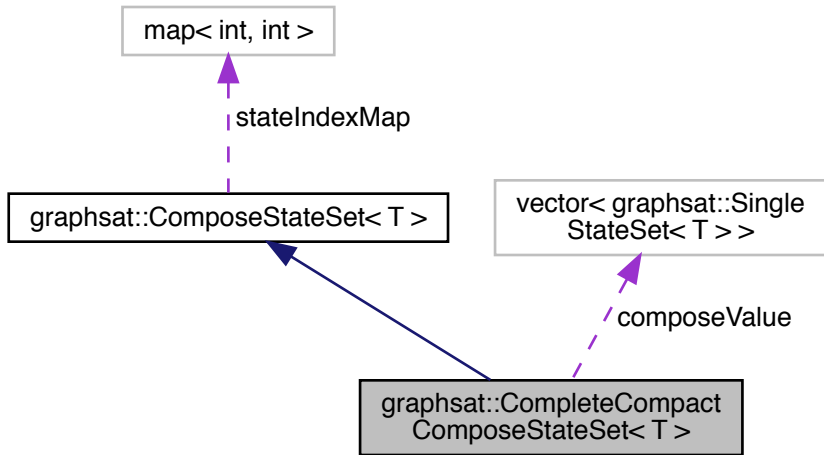 map< int, int >
stateIndexMap
graphsat::ComposeStateSet< T >
vector< graphsat::Single
StateSet< T > >
composeValue
graphsat::CompleteCompact
ComposeStateSet< T >